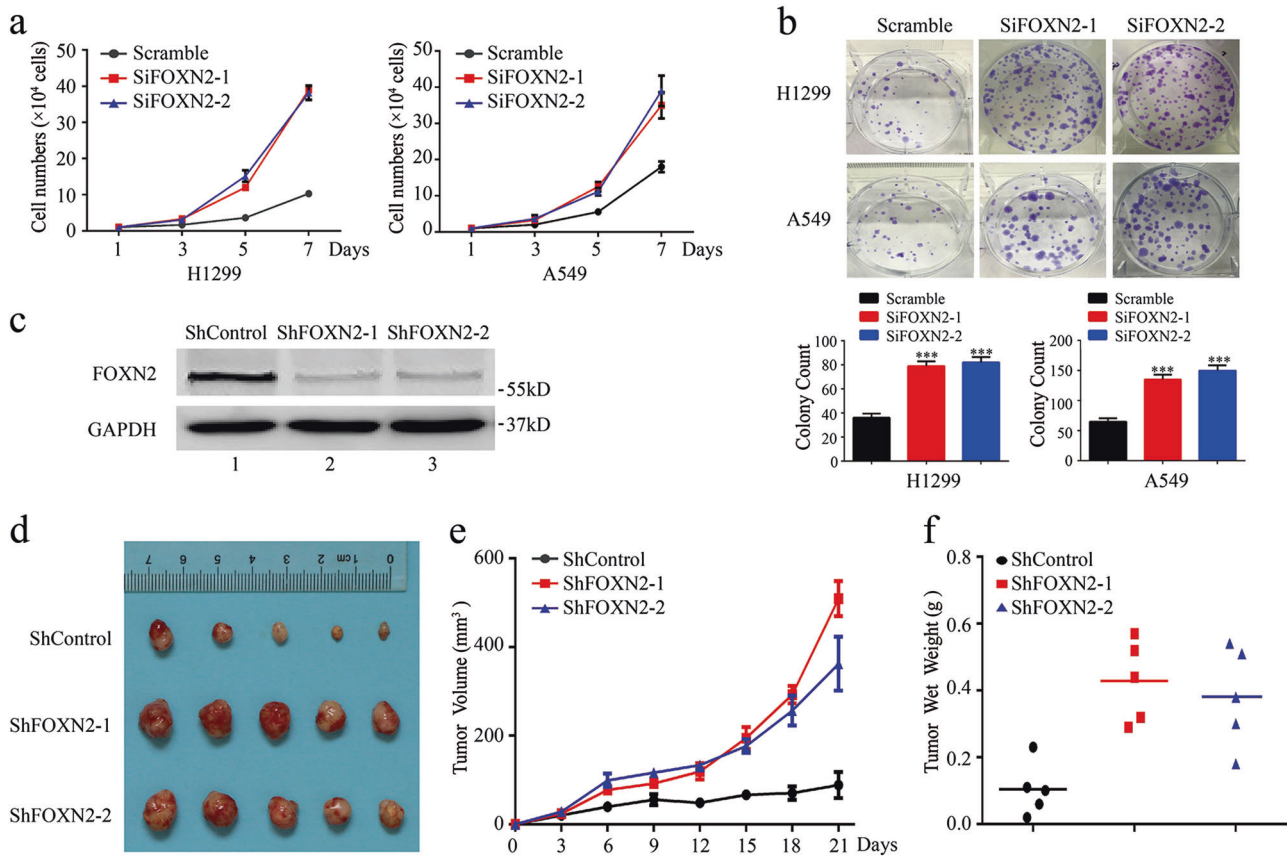 a
Scramble
SiFOXN2-1
SiFOXN2-2
Cell numbers (×10⁴ cells)
50
40
30
20
10
0
1 3 5 7 Days
H1299
Scramble
SiFOXN2-1
SiFOXN2-2
Cell numbers (×10⁴ cells)
50
40
30
20
10
0
1 3 5 7 Days
A549
b
Scramble SiFOXN2-1 SiFOXN2-2
H1299
A549
Scramble
SiFOXN2-1
SiFOXN2-2
Colony Count
100
80
60
40
20
0
*** ***
H1299
Scramble
SiFOXN2-1
SiFOXN2-2
Colony Count
200
150
100
50
0
*** ***
A549
c
ShControl ShFOXN2-1 ShFOXN2-2
FOXN2
-55kD
GAPDH
-37kD
1 2 3
d
7 6 5 4 3 2 1cm 0
ShControl
ShFOXN2-1
ShFOXN2-2
e
ShControl
ShFOXN2-1
ShFOXN2-2
Tumor Volume (mm³)
600
400
200
0
0 3 6 9 12 15 18 21 Days
f
ShControl
ShFOXN2-1
ShFOXN2-2
Tumor Wet Weight (g )
0.8
0.6
0.4
0.2
0.0